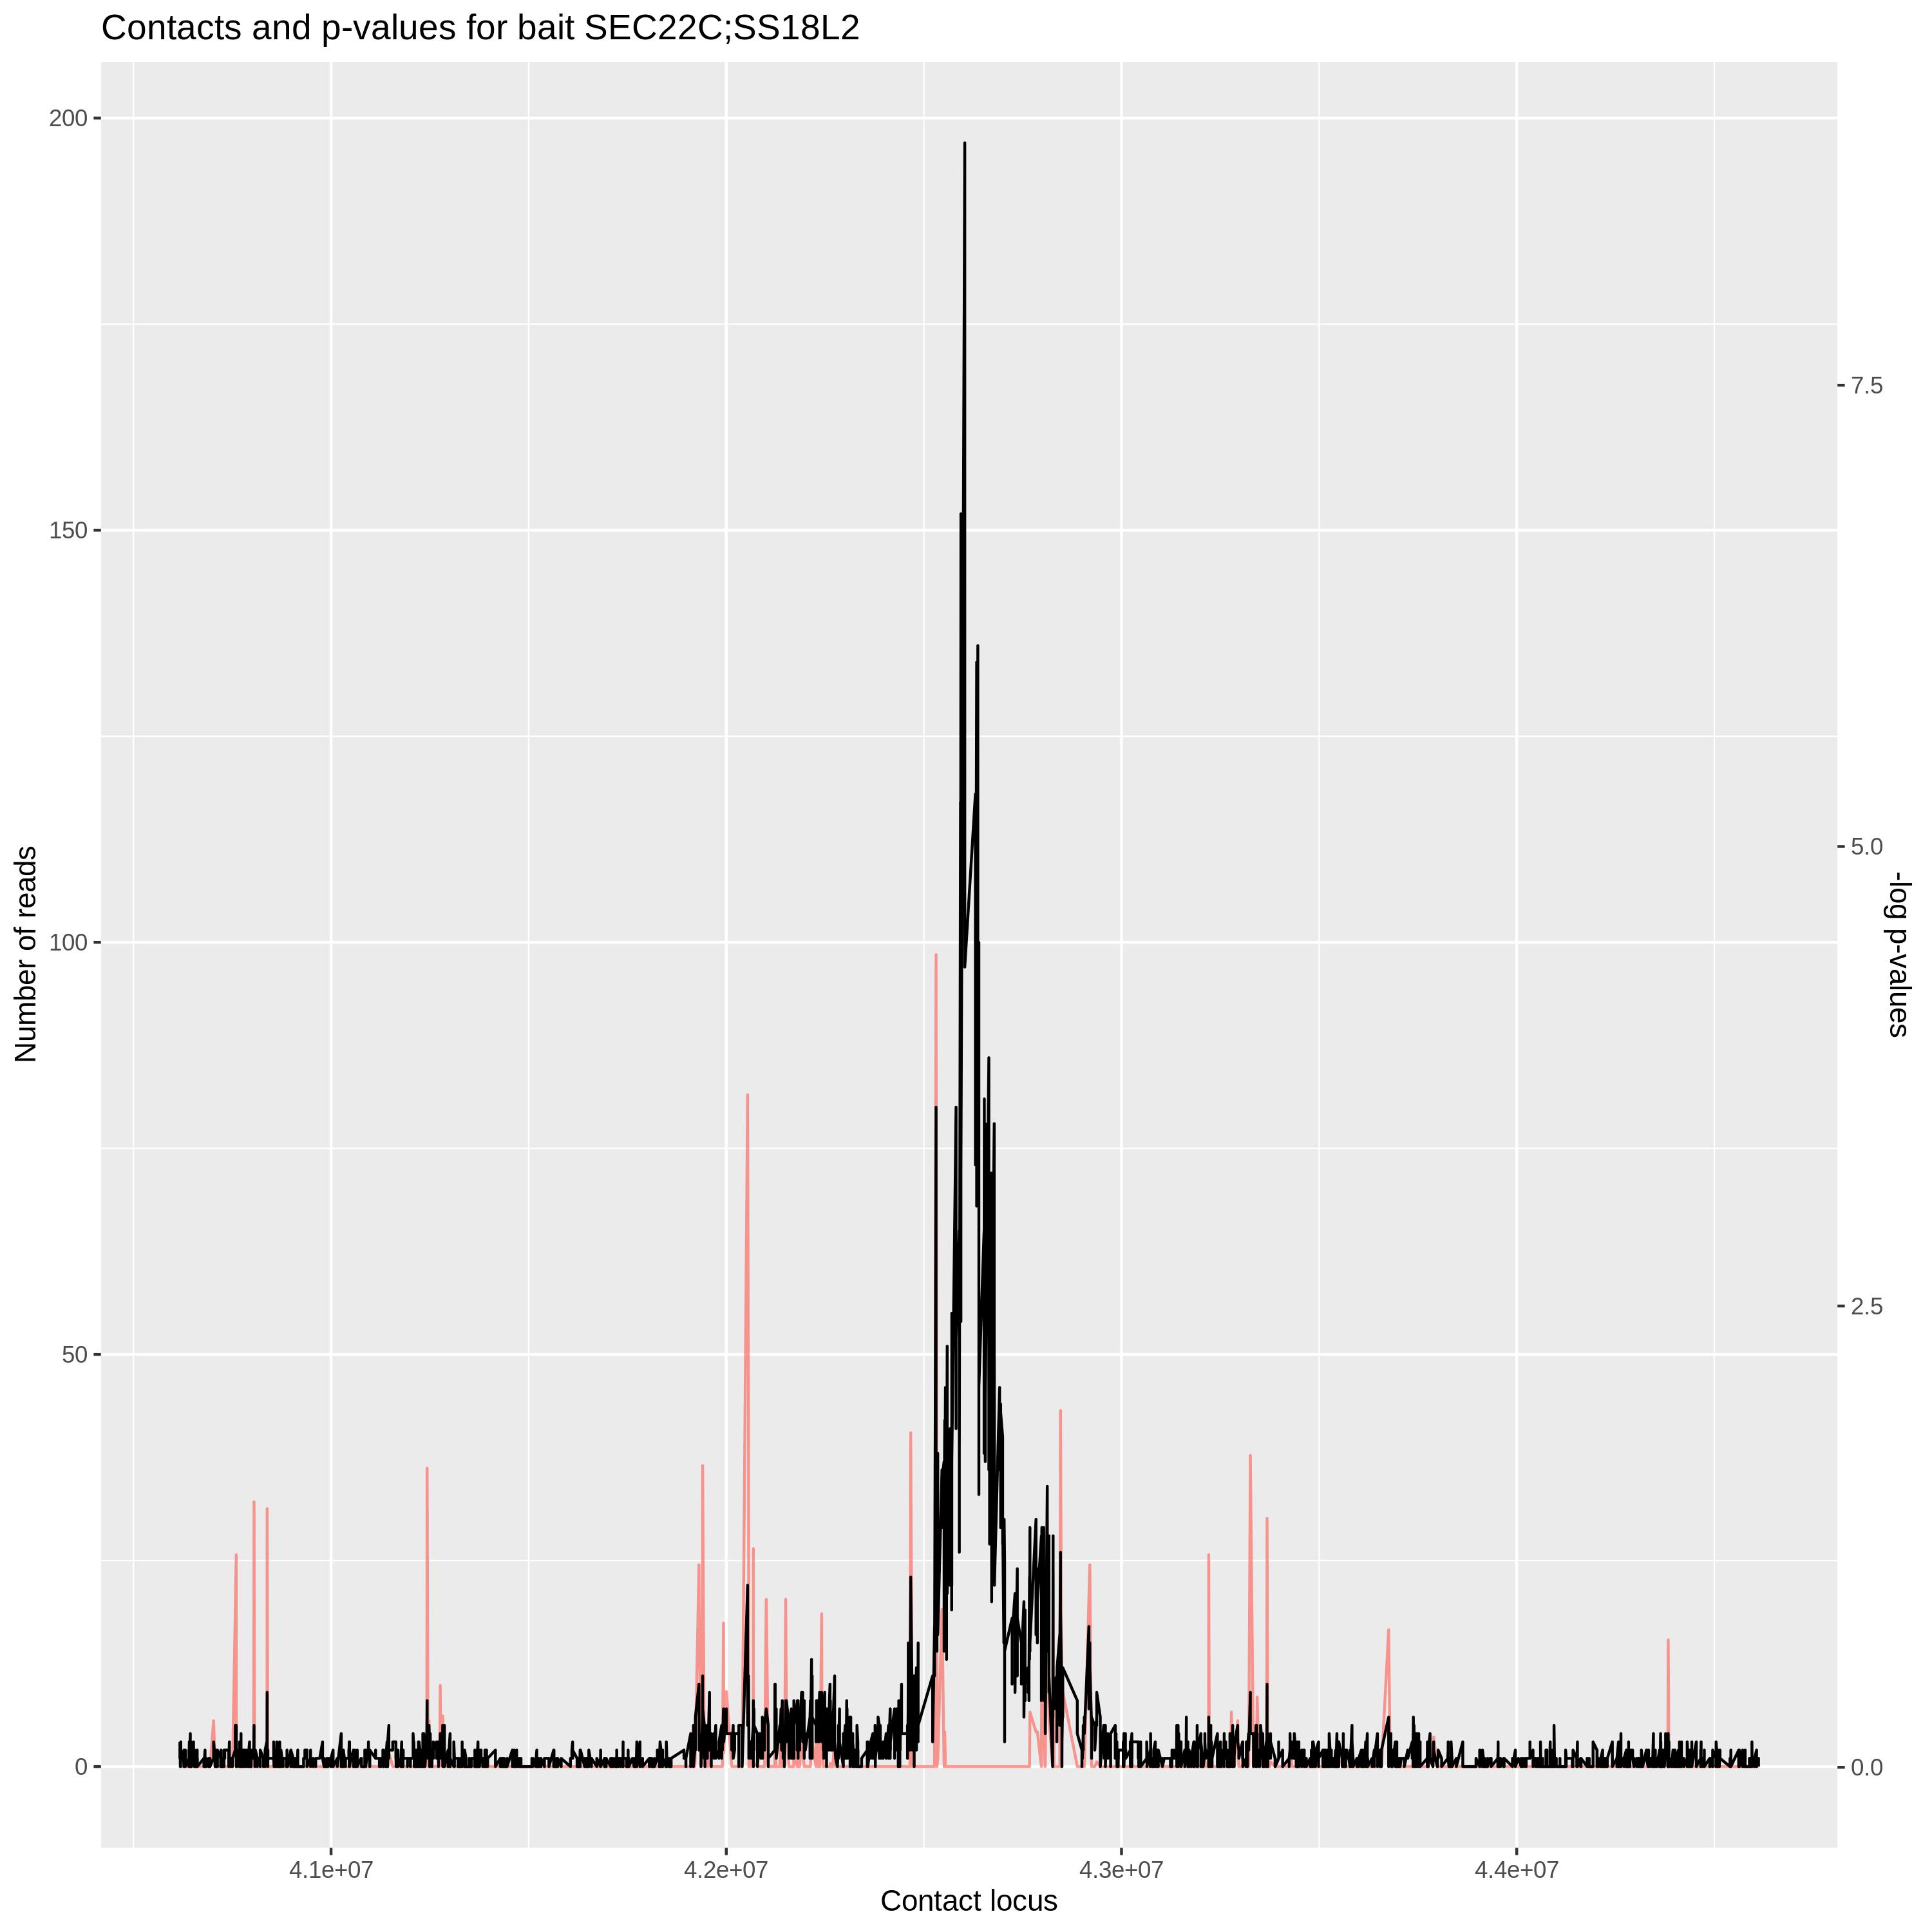 Contacts and p-values for bait SEC22C;SS18L2
200
150
100
50
0
Number of reads
7.5
5.0
2.5
0.0
-log p-values
4.1e+07 4.2e+07 4.3e+07 4.4e+07
Contact locus